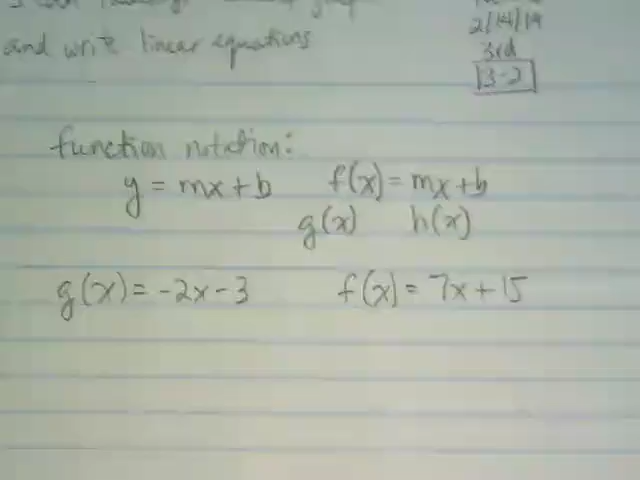 and write linear equations
2/14/19
3rd
3-2
function notation:
y = mx + b f(x) = mx + b
g(x) h(x)
g(x) = -2x - 3 f(x) = 7x + 15